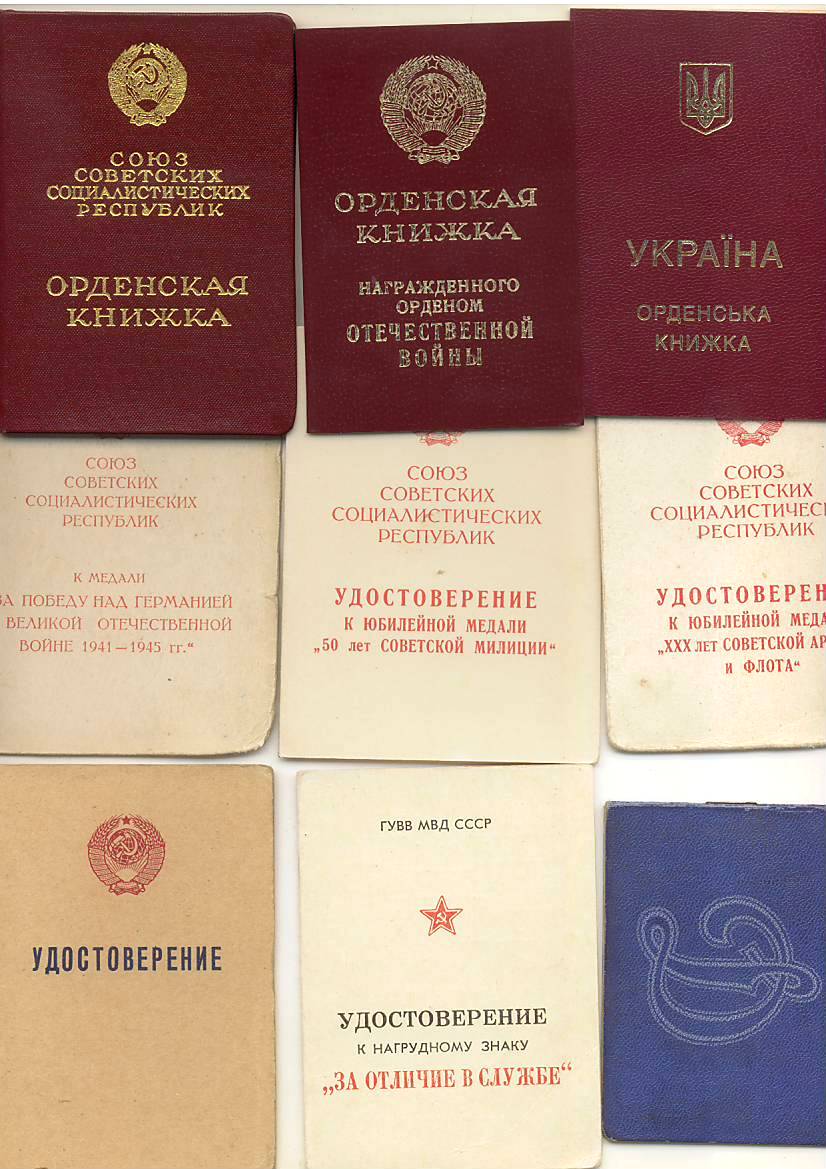 СОЮЗ
СОВЕТСКИХ
СОЦИАЛИСТИЧЕСКИХ
РЕСПУБЛИК
ОРДЕНСКАЯ
КНИЖКА
ОРДЕНСКАЯ
КНИЖКА
НАГРАЖДЕННОГО
ОРДЕНОМ
ОТЕЧЕСТВЕННОЙ
ВОЙНЫ
УКРАЇНА
ОРДЕНСЬКА
КНИЖКА
СОЮЗ
СОВЕТСКИХ
СОЦИАЛИСТИЧЕСКИХ
РЕСПУБЛИК
К МЕДАЛИ
ЗА ПОБЕДУ НАД ГЕРМАНИЕЙ
ВЕЛИКОЙ ОТЕЧЕСТВЕННОЙ
ВОЙНЕ 1941—1945 гг.“
СОЮЗ
СОВЕТСКИХ
СОЦИАЛИСТИЧЕСКИХ
РЕСПУБЛИК
УДОСТОВЕРЕНИЕ
К ЮБИЛЕЙНОЙ МЕДАЛИ
„50 лет СОВЕТСКОЙ МИЛИЦИИ“
СОЮЗ
СОВЕТСКИХ
СОЦИАЛИСТИЧЕС
РЕСПУБЛИК
УДОСТОВЕРЕН
К ЮБИЛЕЙНОЙ МЕДА
„XXX лет СОВЕТСКОЙ АР
и ФЛОТА“
УДОСТОВЕРЕНИЕ
ГУВВ МВД СССР
УДОСТОВЕРЕНИЕ
К НАГРУДНОМУ ЗНАКУ
„ЗА ОТЛИЧИЕ В СЛУЖБЕ“